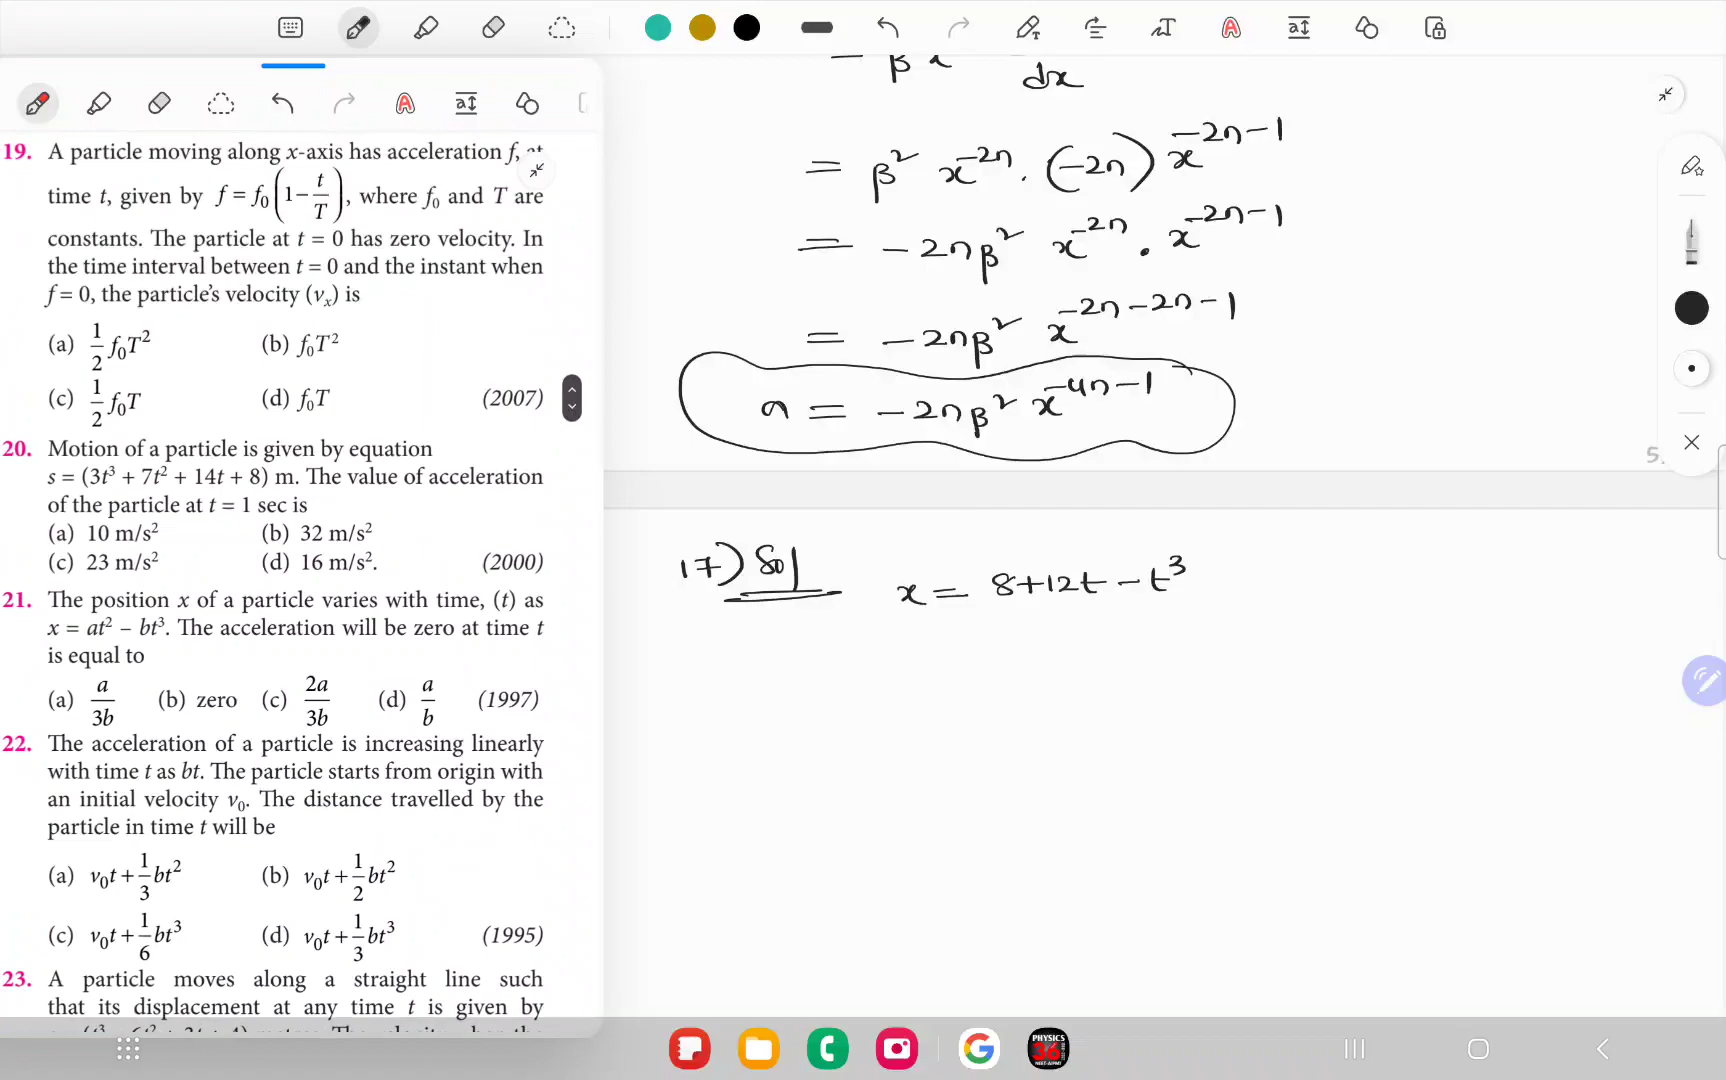 19. A particle moving along x-axis has acceleration f, at
time t, given by f = f₀(1 − t/T), where f₀ and T are
constants. The particle at t = 0 has zero velocity. In
the time interval between t = 0 and the instant when
f = 0, the particle's velocity (vₓ) is
(a) 1/2 f₀T² (b) f₀T²
(c) 1/2 f₀T (d) f₀T (2007)
20. Motion of a particle is given by equation
s = (3t³ + 7t² + 14t + 8) m. The value of acceleration
of the particle at t = 1 sec is
(a) 10 m/s² (b) 32 m/s²
(c) 23 m/s² (d) 16 m/s². (2000)
21. The position x of a particle varies with time, (t) as
x = at² – bt³. The acceleration will be zero at time t
is equal to
(a) a/3b (b) zero (c) 2a/3b (d) a/b (1997)
22. The acceleration of a particle is increasing linearly
with time t as bt. The particle starts from origin with
an initial velocity v₀. The distance travelled by the
particle in time t will be
(a) v₀t + 1/3 bt² (b) v₀t + 1/2 bt²
(c) v₀t + 1/6 bt³ (d) v₀t + 1/3 bt³ (1995)
23. A particle moves along a straight line such
that its displacement at any time t is given by
dx
= β² x⁻²ⁿ . (−2n) x⁻²ⁿ⁻¹
= −2nβ² x⁻²ⁿ . x⁻²ⁿ⁻¹
= −2nβ² x⁻²ⁿ⁻²ⁿ⁻¹
a = −2nβ² x⁻⁴ⁿ⁻¹
17) Sol x = 8+12t − t³
PHYSICS
36